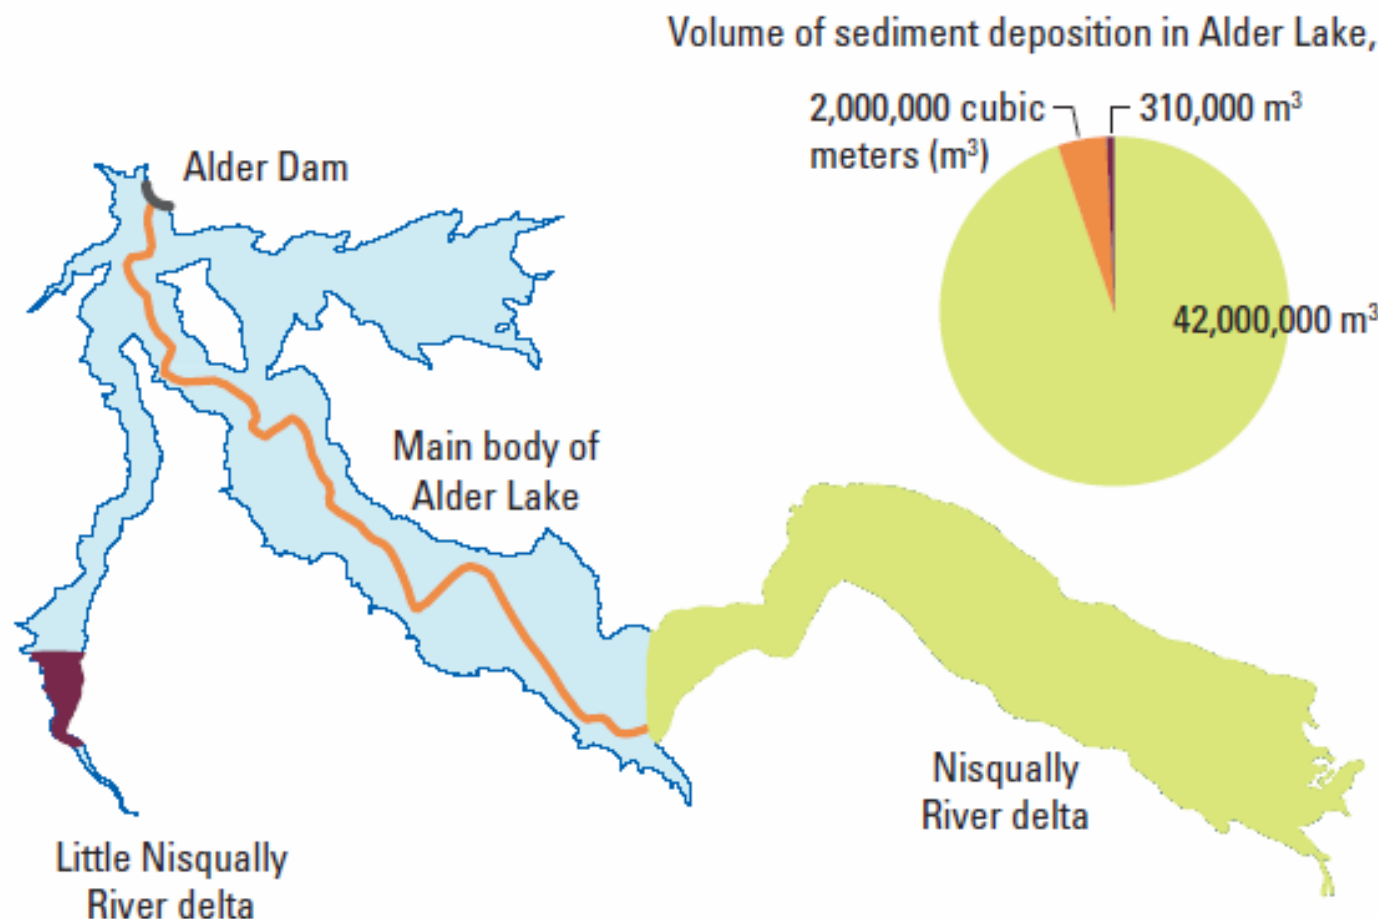 Volume of sediment deposition in Alder Lake,
2,000,000 cubic
meters (m³)
310,000 m³
42,000,000 m³
Alder Dam
Main body of
Alder Lake
Nisqually
River delta
Little Nisqually
River delta